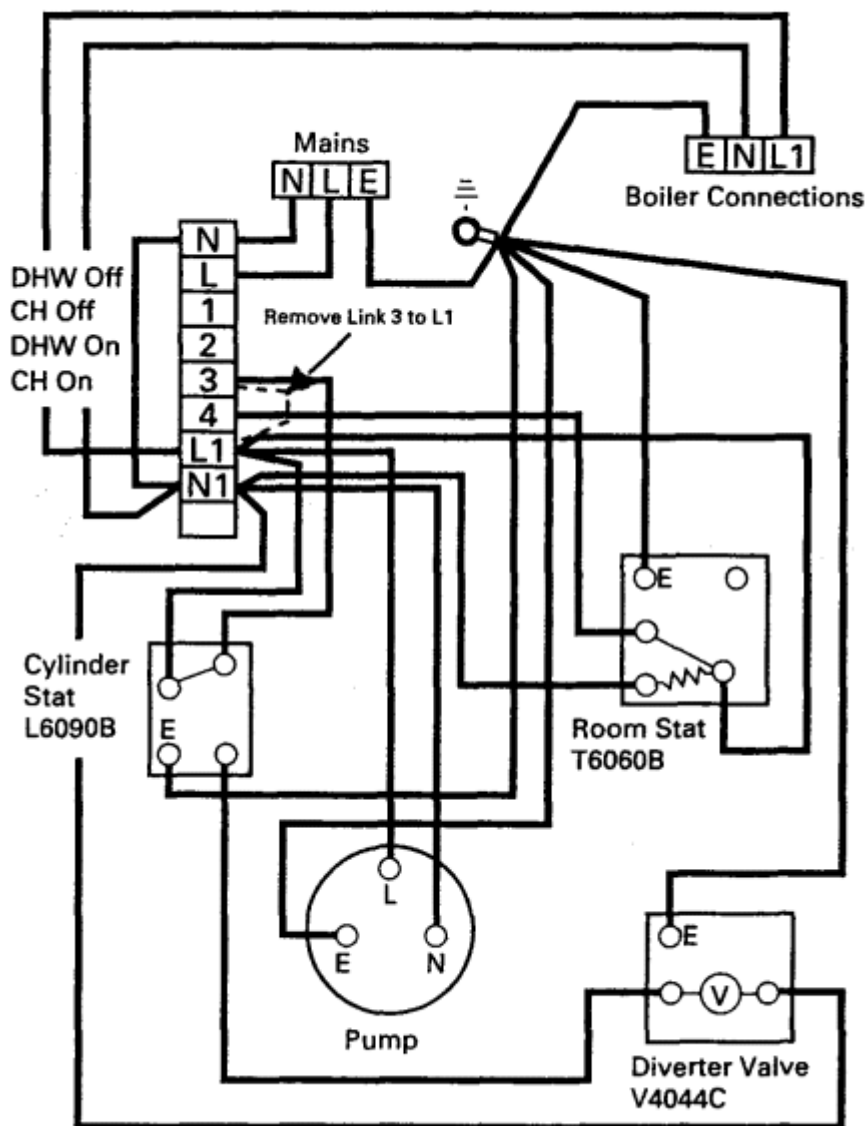 Mains
N L E
E N L1
Boiler Connections
N
L
1
2
3
4
L1
N1
DHW Off
CH Off
DHW On
CH On
Remove Link 3 to L1
E
Room Stat
T6060B
Cylinder
Stat
L6090B
E
L
E N
Pump
E
V
Diverter Valve
V4044C